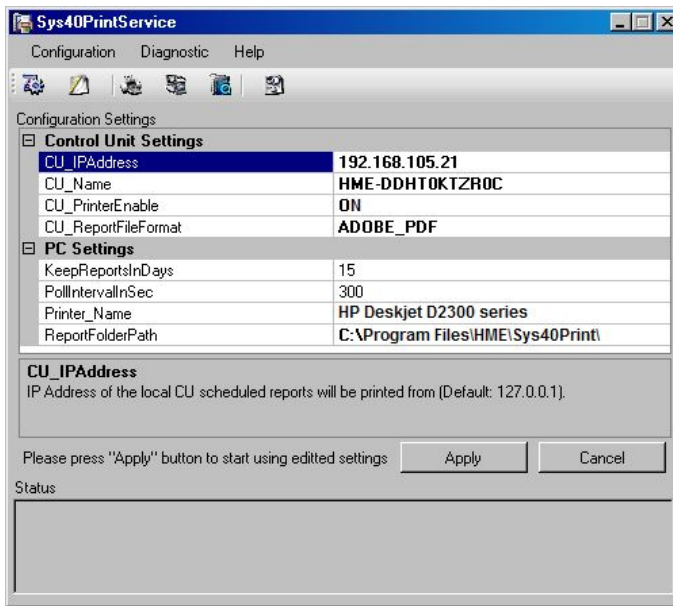 Sys40PrintService
Configuration Diagnostic Help
Configuration Settings
Control Unit Settings
CU_IPAddress 192.168.105.21
CU_Name HME-DDHT0KTZR0C
CU_PrinterEnable ON
CU_ReportFileFormat ADOBE_PDF
PC Settings
KeepReportsInDays 15
PollIntervalInSec 300
Printer_Name HP Deskjet D2300 series
ReportFolderPath C:\Program Files\HME\Sys40Print\
CU_IPAddress
IP Address of the local CU scheduled reports will be printed from (Default: 127.0.0.1).
Please press "Apply" button to start using editted settings Apply Cancel
Status